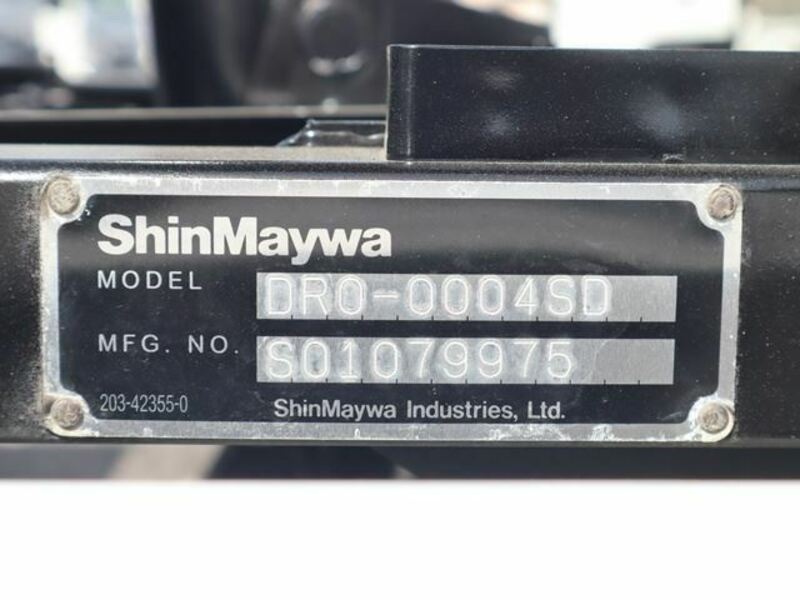 ShinMaywa
MODEL DR0-0004SD
MFG. NO. S01079975
203-42355-0 ShinMaywa Industries, Ltd.